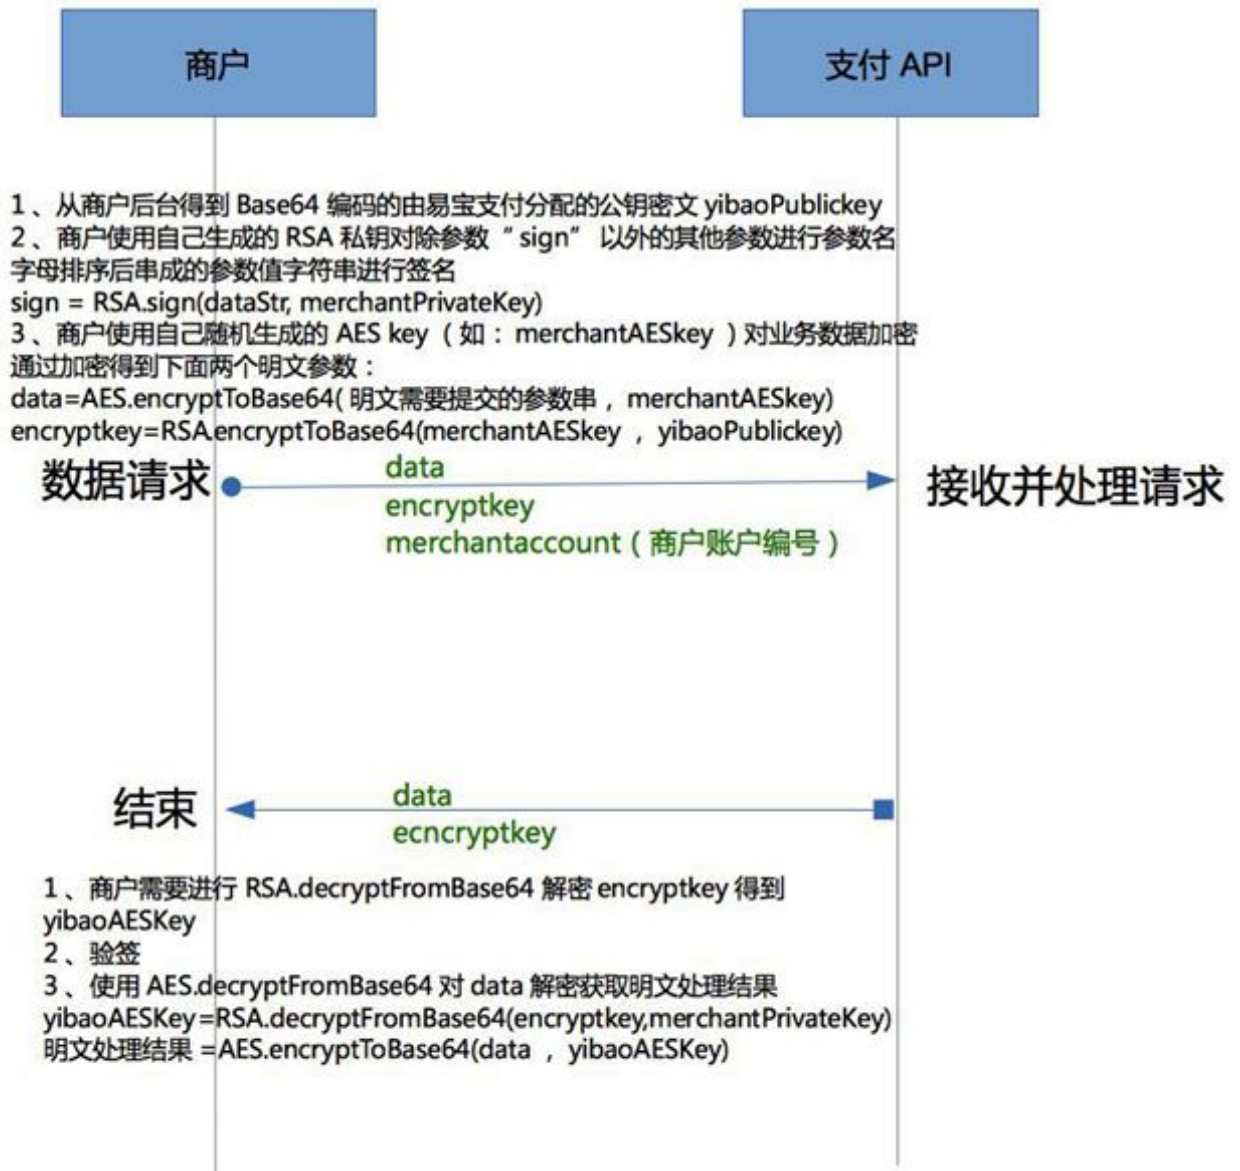 商户
支付 API
1、从商户后台得到 Base64 编码的由易宝支付分配的公钥密文 yibaoPublickey
2、商户使用自己生成的 RSA 私钥对除参数 “ sign” 以外的其他参数进行参数名
字母排序后串成的参数值字符串进行签名
sign = RSA.sign(dataStr, merchantPrivateKey)
3、商户使用自己随机生成的 AES key （如： merchantAESkey ）对业务数据加密
通过加密得到下面两个明文参数：
data=AES.encryptToBase64( 明文需要提交的参数串 ，merchantAESkey)
encryptkey=RSA.encryptToBase64(merchantAESkey ，yibaoPublickey)
数据请求
data
encryptkey
merchantaccount（商户账户编号）
接收并处理请求
结束
data
ecncryptkey
1、商户需要进行 RSA.decryptFromBase64 解密 encryptkey 得到
yibaoAESKey
2、验签
3、使用 AES.decryptFromBase64 对 data 解密获取明文处理结果
yibaoAESKey=RSA.decryptFromBase64(encryptkey,merchantPrivateKey)
明文处理结果 =AES.encryptToBase64(data ，yibaoAESKey)